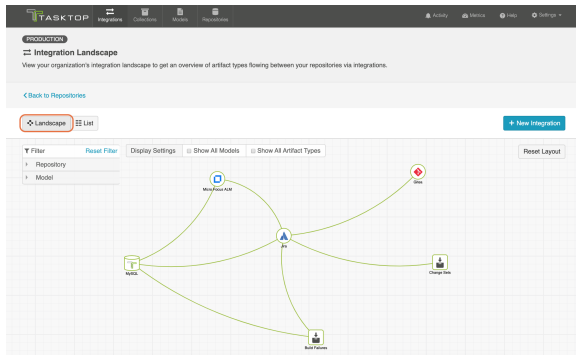 TASKTOP
Integrations
Collections
Models
Repositories
Activity
Metrics
Help
Settings
PRODUCTION
Integration Landscape
View your organization's integration landscape to get an overview of artifact types flowing between your repositories via integrations.
Back to Repositories
Landscape
List
+ New Integration
Filter
Reset Filter
Display Settings
Show All Models
Show All Artifact Types
Reset Layout
Repository
Model
Micro Focus ALM
Gitea
Jira
MySQL
Change Sets
Build Failures